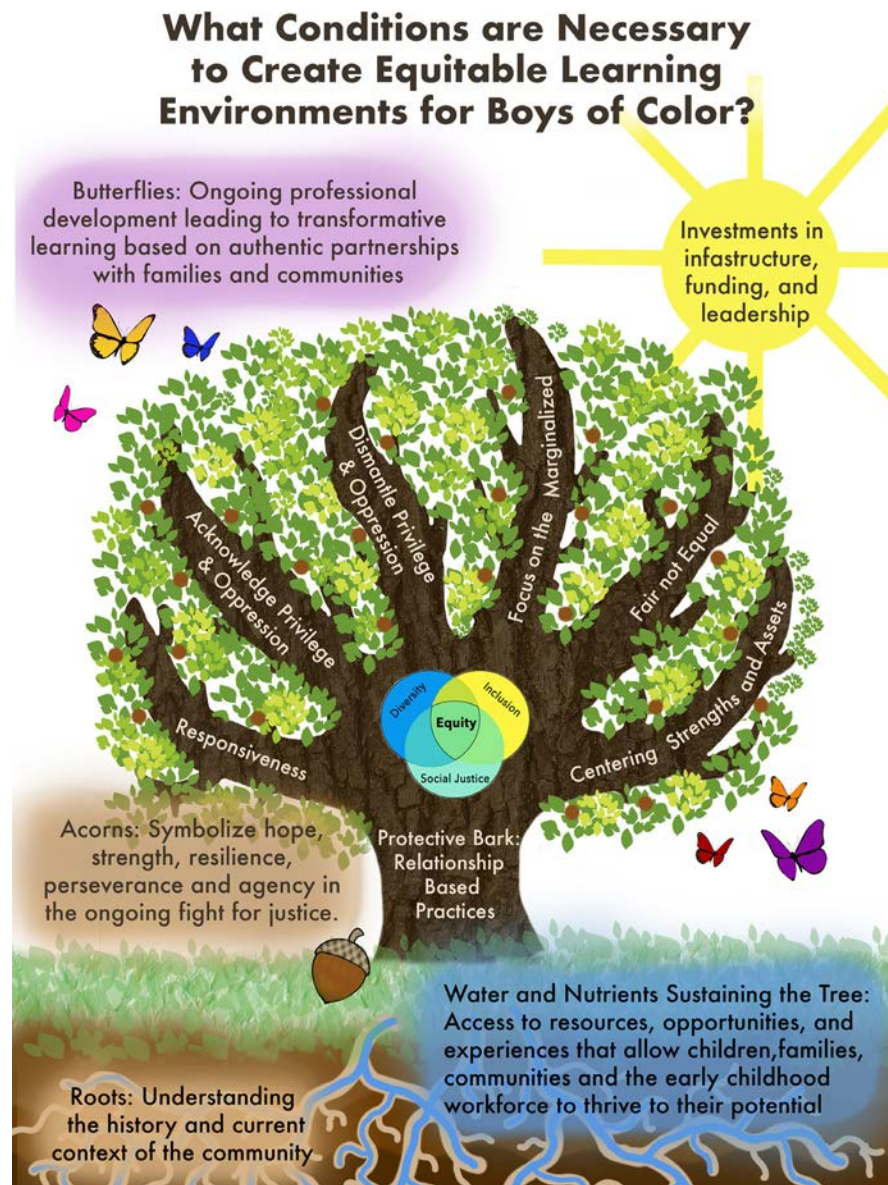 What Conditions are Necessary
to Create Equitable Learning
Environments for Boys of Color?
Butterflies: Ongoing professional
development leading to transformative
learning based on authentic partnerships
with families and communities
Investments in
infastructure,
funding, and
leadership
Responsiveness
Acknowledge Privilege
& Oppression
Dismantle Privilege
& Oppression
Focus on the Marginalized
Fair not Equal
Centering Strengths and Assets
Diversity
Inclusion
Equity
Social Justice
Acorns: Symbolize hope,
strength, resilience,
perseverance and agency in
the ongoing fight for justice.
Protective Bark:
Relationship
Based
Practices
Water and Nutrients Sustaining the Tree:
Access to resources, opportunities, and
experiences that allow children,families,
communities and the early childhood
workforce to thrive to their potential
Roots: Understanding
the history and current
context of the community